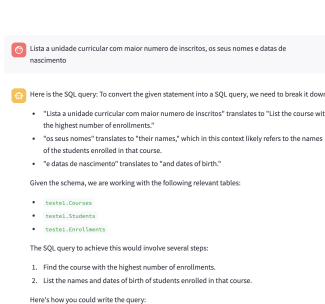 Lista a unidade curricular com maior numero de inscritos, os seus nomes e datas de
nascimento
Here is the SQL query: To convert the given statement into a SQL query, we need to break it down
"Lista a unidade curricular com maior numero de inscritos" translates to "List the course wit
the highest number of enrollments."
"os seus nomes" translates to "their names," which in this context likely refers to the names
of the students enrolled in that course.
"e datas de nascimento" translates to "and dates of birth."
Given the schema, we are working with the following relevant tables:
teste1.Courses
teste1.Students
teste1.Enrollments
The SQL query to achieve this would involve several steps:
1. Find the course with the highest number of enrollments.
2. List the names and dates of birth of students enrolled in that course.
Here's how you could write the query: